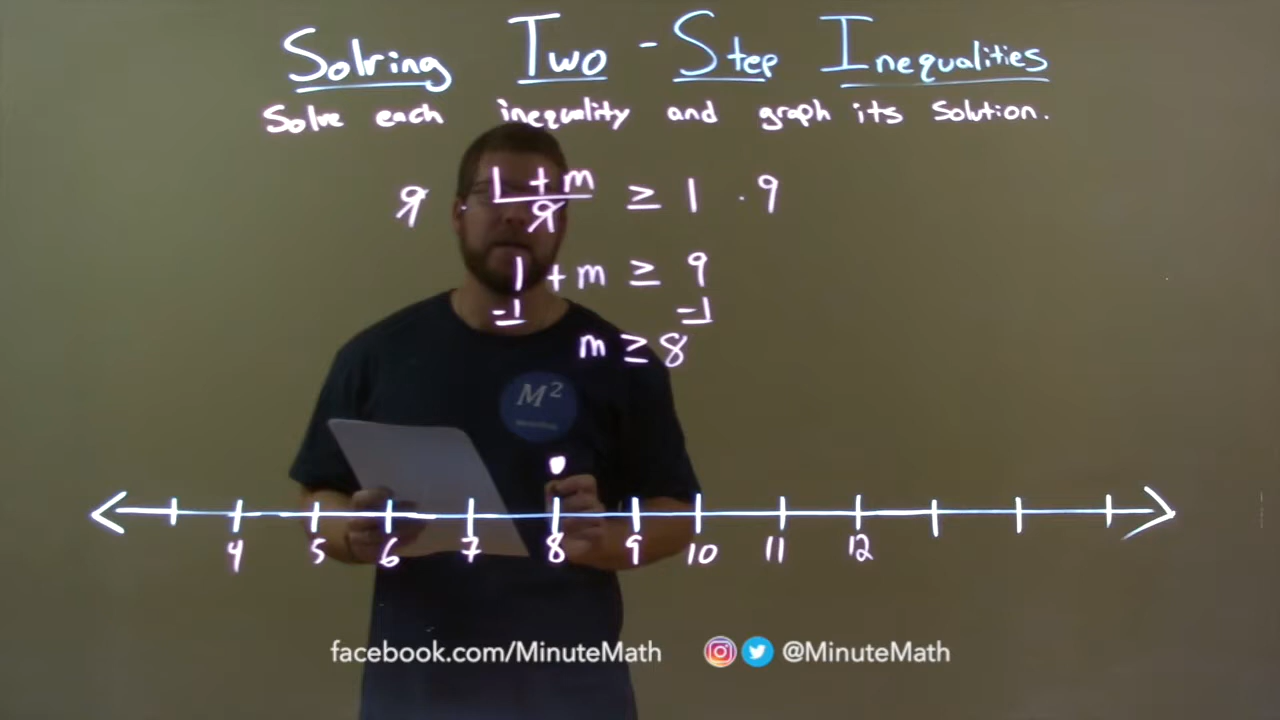 Solving Two-Step Inequalities
Solve each inequality and graph its solution.
9 · 1 + m / 9 ≥ 1 · 9
1 + m ≥ 9
-1 -1
m ≥ 8
M²
4 5 6 7 8 9 10 11 12
facebook.com/MinuteMath @MinuteMath